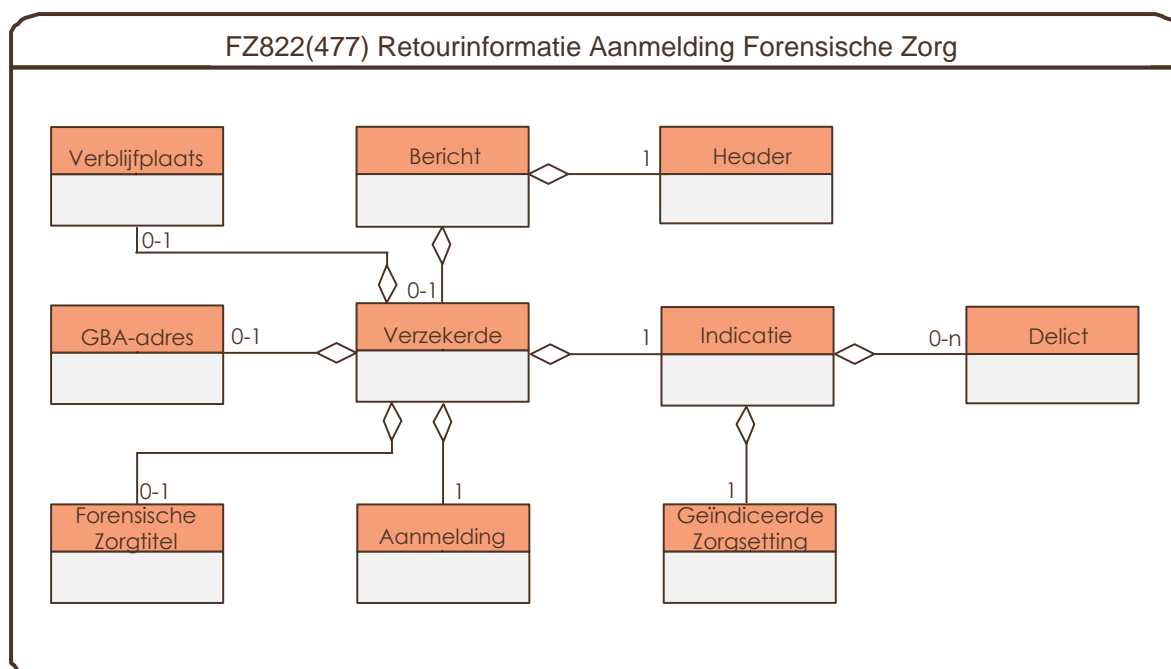 FZ822(477) Retourinformatie Aanmelding Forensische Zorg
Verblijfplaats
Bericht
1
Header
0-1
0-1
GBA-adres
0-1
Verzekerde
1
Indicatie
0-n
Delict
0-1
1
1
Forensische
Zorgtitel
Aanmelding
Geïndiceerde
Zorgsetting